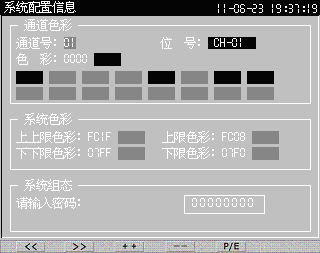 系统配置信息 11-06-23 19:37:19
通道色彩
通道号: 01 位 号: CH-01
色 彩: 0000
系统色彩
上上限色彩: FC1F 上限色彩: FC08
下下限色彩: 07FF 下限色彩: 07F0
系统组态
请输入密码: 00000000
<< >> ++ -- P/E